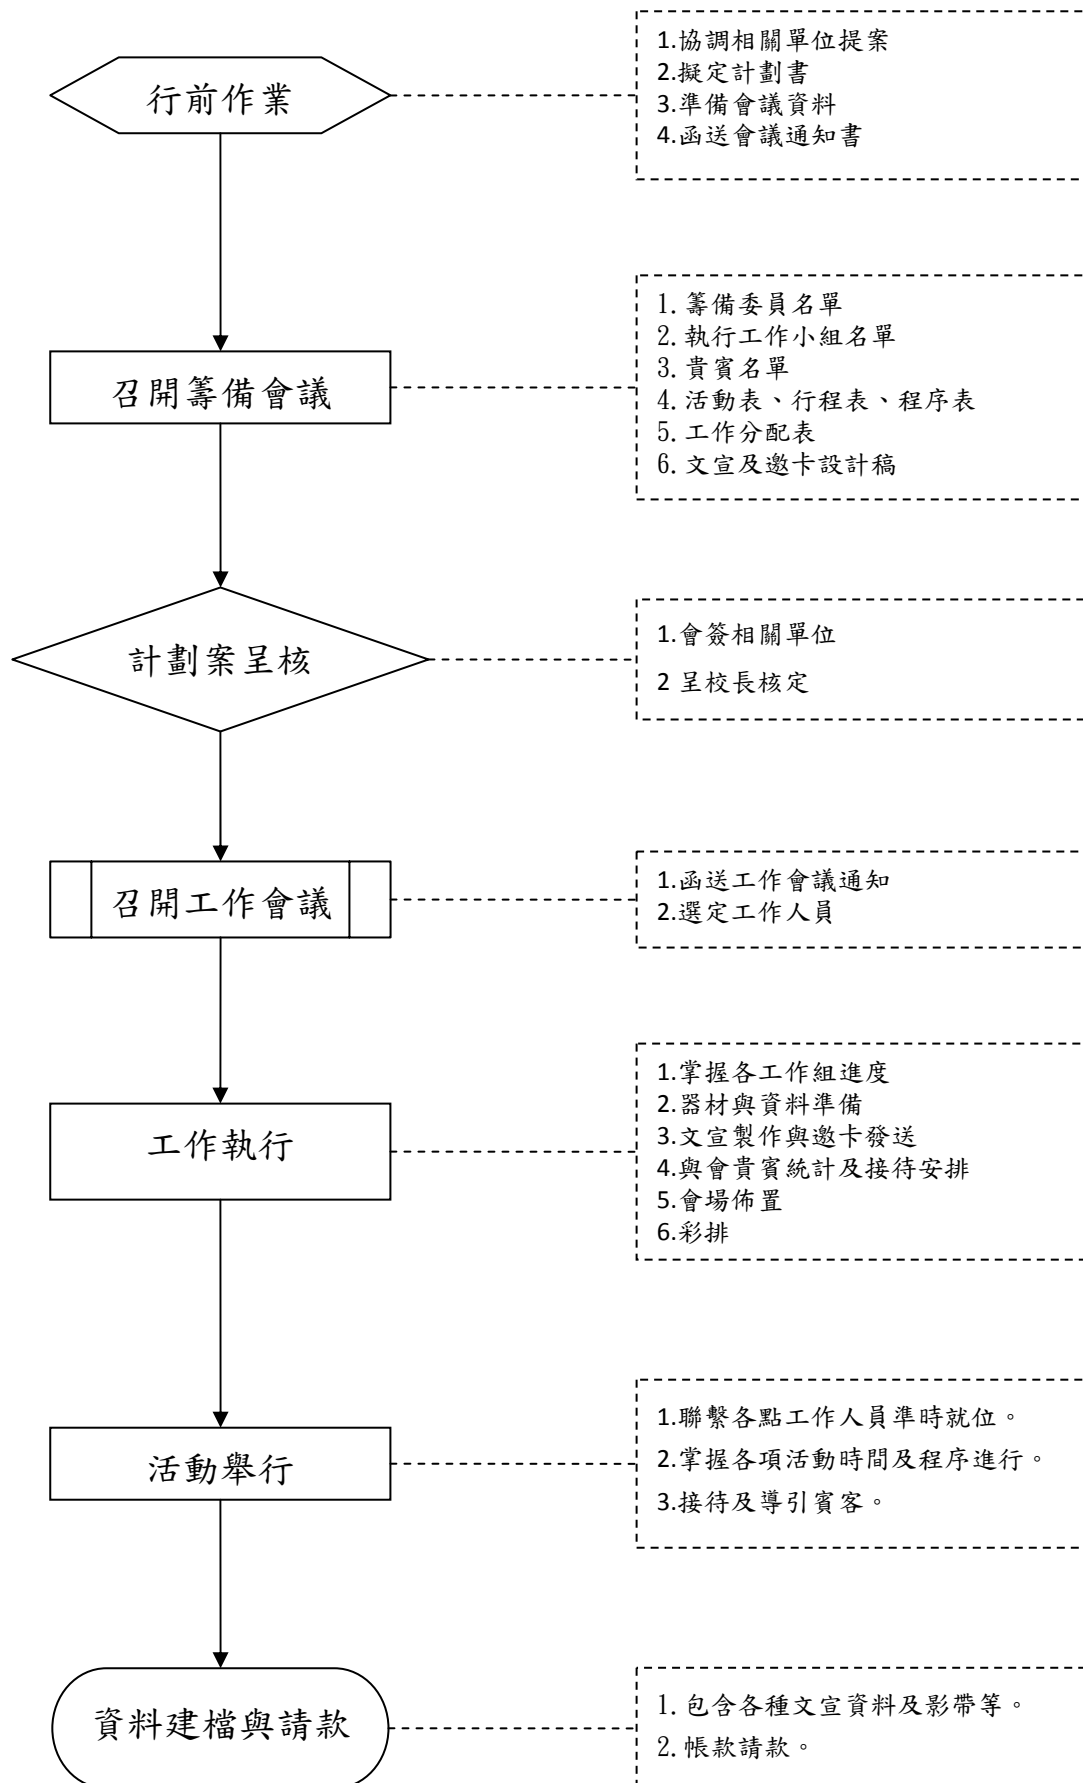 行前作業
1.協調相關單位提案
2.擬定計劃書
3.準備會議資料
4.函送會議通知書
召開籌備會議
1. 籌備委員名單
2. 執行工作小組名單
3. 貴賓名單
4. 活動表、行程表、程序表
5. 工作分配表
6. 文宣及邀卡設計稿
計劃案呈核
1.會簽相關單位
2 呈校長核定
召開工作會議
1.函送工作會議通知
2.選定工作人員
工作執行
1.掌握各工作組進度
2.器材與資料準備
3.文宣製作與邀卡發送
4.與會貴賓統計及接待安排
5.會場佈置
6.彩排
活動舉行
1.聯繫各點工作人員準時就位。
2.掌握各項活動時間及程序進行。
3.接待及導引賓客。
資料建檔與請款
1. 包含各種文宣資料及影帶等。
2. 帳款請款。